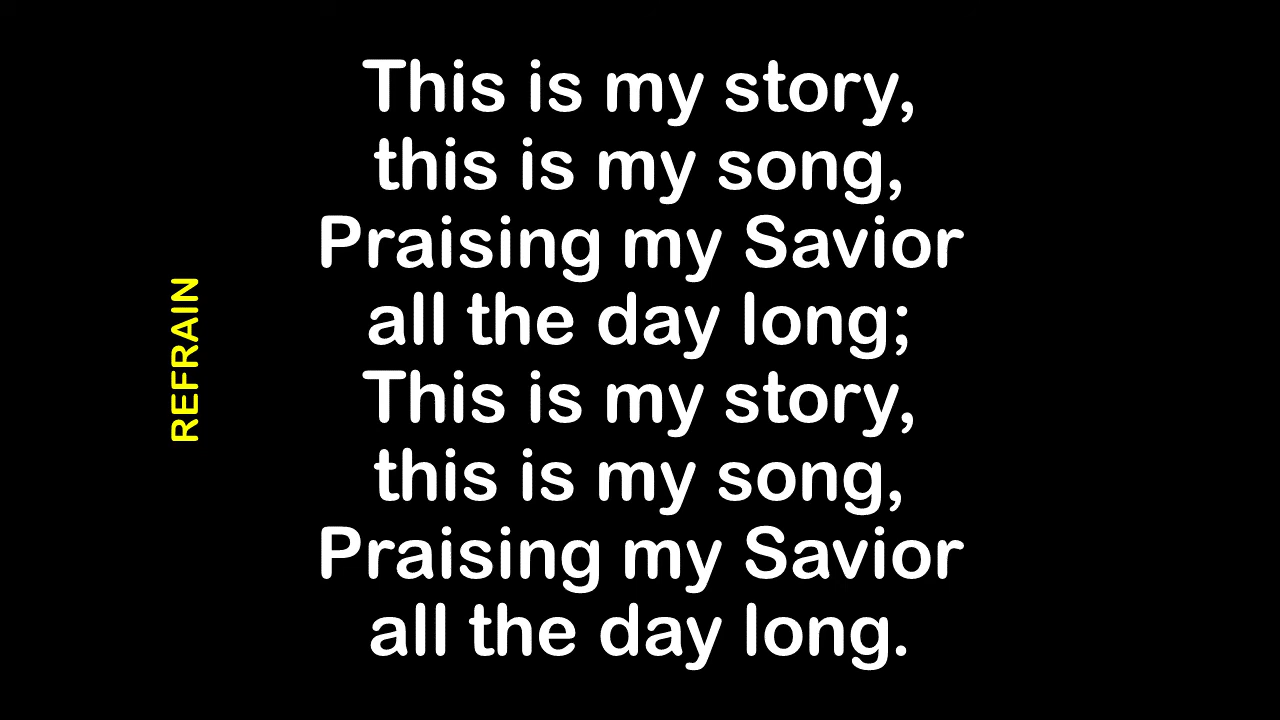 REFRAIN
This is my story,
this is my song,
Praising my Savior
all the day long;
This is my story,
this is my song,
Praising my Savior
all the day long.